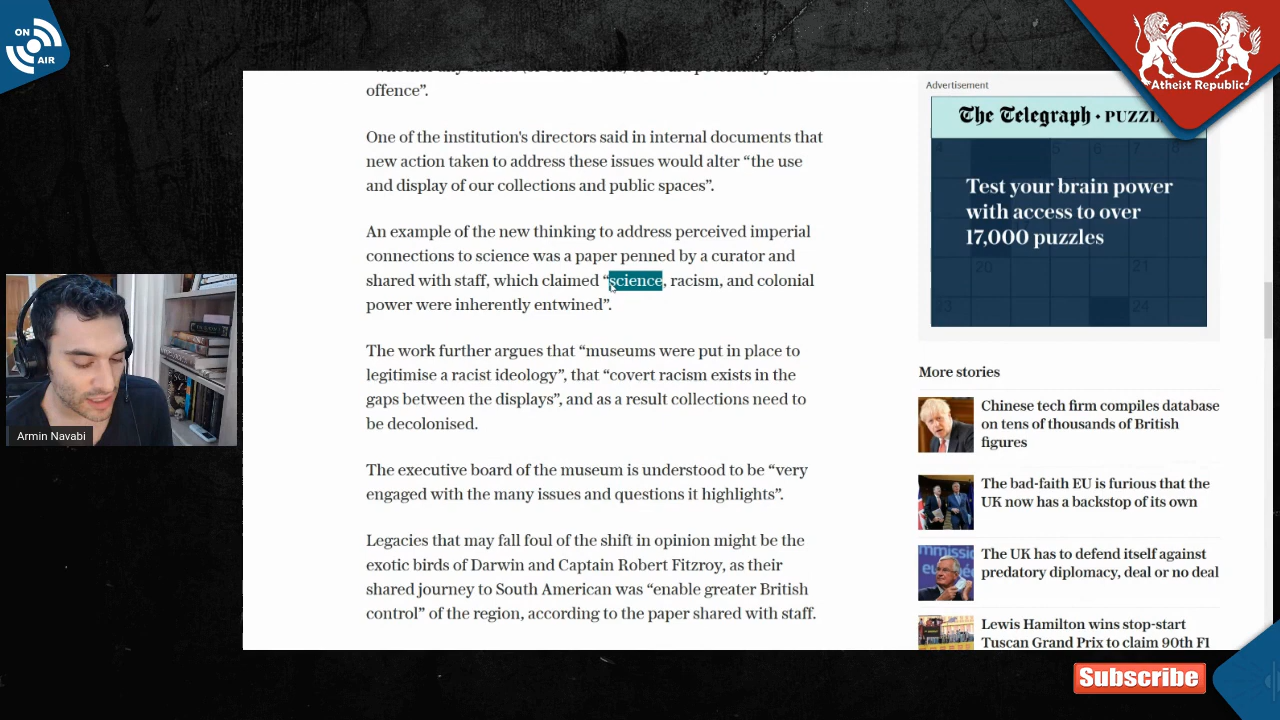 ON
AIR
Atheist Republic
offence”.
One of the institution's directors said in internal documents that
new action taken to address these issues would alter “the use
and display of our collections and public spaces”.
An example of the new thinking to address perceived imperial
connections to science was a paper penned by a curator and
shared with staff, which claimed “science, racism, and colonial
power were inherently entwined”.
The work further argues that “museums were put in place to
legitimise a racist ideology”, that “covert racism exists in the
gaps between the displays”, and as a result collections need to
be decolonised.
The executive board of the museum is understood to be “very
engaged with the many issues and questions it highlights”.
Legacies that may fall foul of the shift in opinion might be the
exotic birds of Darwin and Captain Robert Fitzroy, as their
shared journey to South American was “enable greater British
control” of the region, according to the paper shared with staff.
Armin Navabi
Advertisement
The Telegraph • PUZZL
Test your brain power
with access to over
17,000 puzzles
More stories
Chinese tech firm compiles database
on tens of thousands of British
figures
The bad-faith EU is furious that the
UK now has a backstop of its own
The UK has to defend itself against
predatory diplomacy, deal or no deal
Lewis Hamilton wins stop-start
Tuscan Grand Prix to claim 90th F1
Subscribe